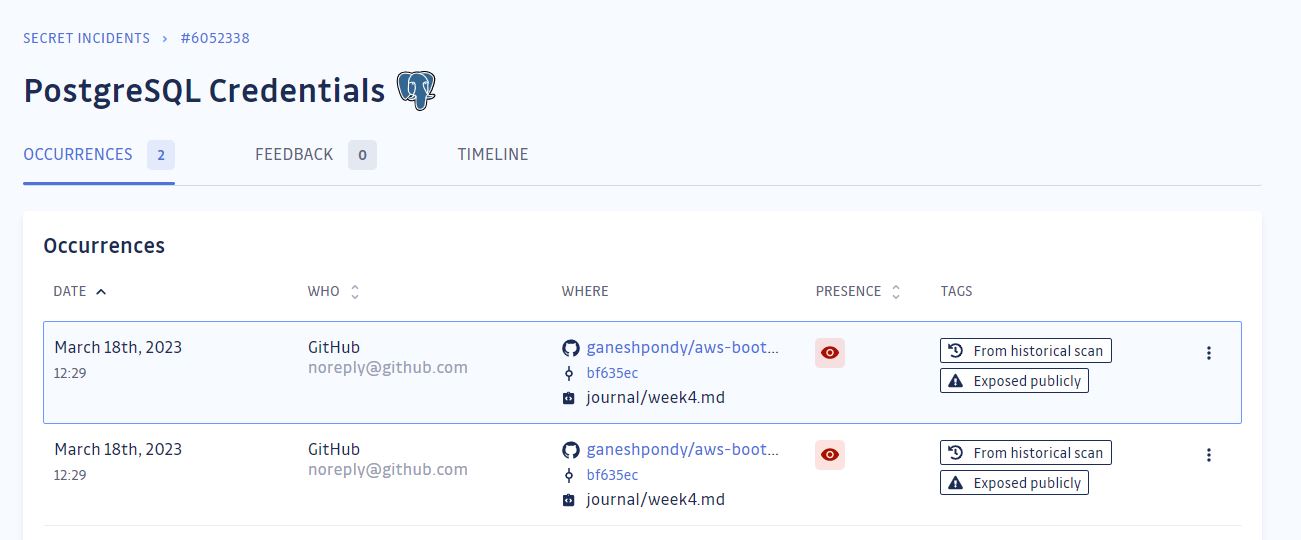 SECRET INCIDENTS > #6052338
PostgreSQL Credentials
OCCURRENCES 2 FEEDBACK 0 TIMELINE
Occurrences
DATE WHO WHERE PRESENCE TAGS
March 18th, 2023 GitHub ganeshpondy/aws-boot... From historical scan
12:29 noreply@github.com bf635ec Exposed publicly
journal/week4.md
March 18th, 2023 GitHub ganeshpondy/aws-boot... From historical scan
12:29 noreply@github.com bf635ec Exposed publicly
journal/week4.md